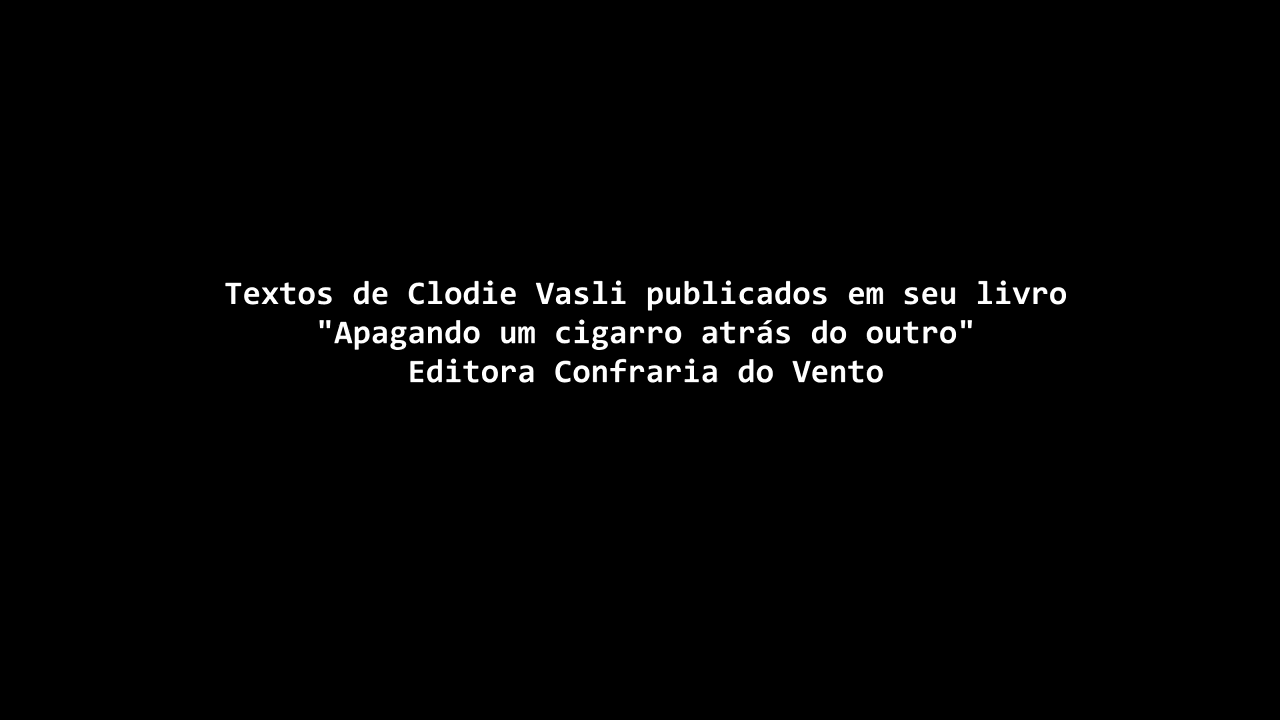 Textos de Clodie Vasli publicados em seu livro
"Apagando um cigarro atrás do outro"
Editora Confraria do Vento